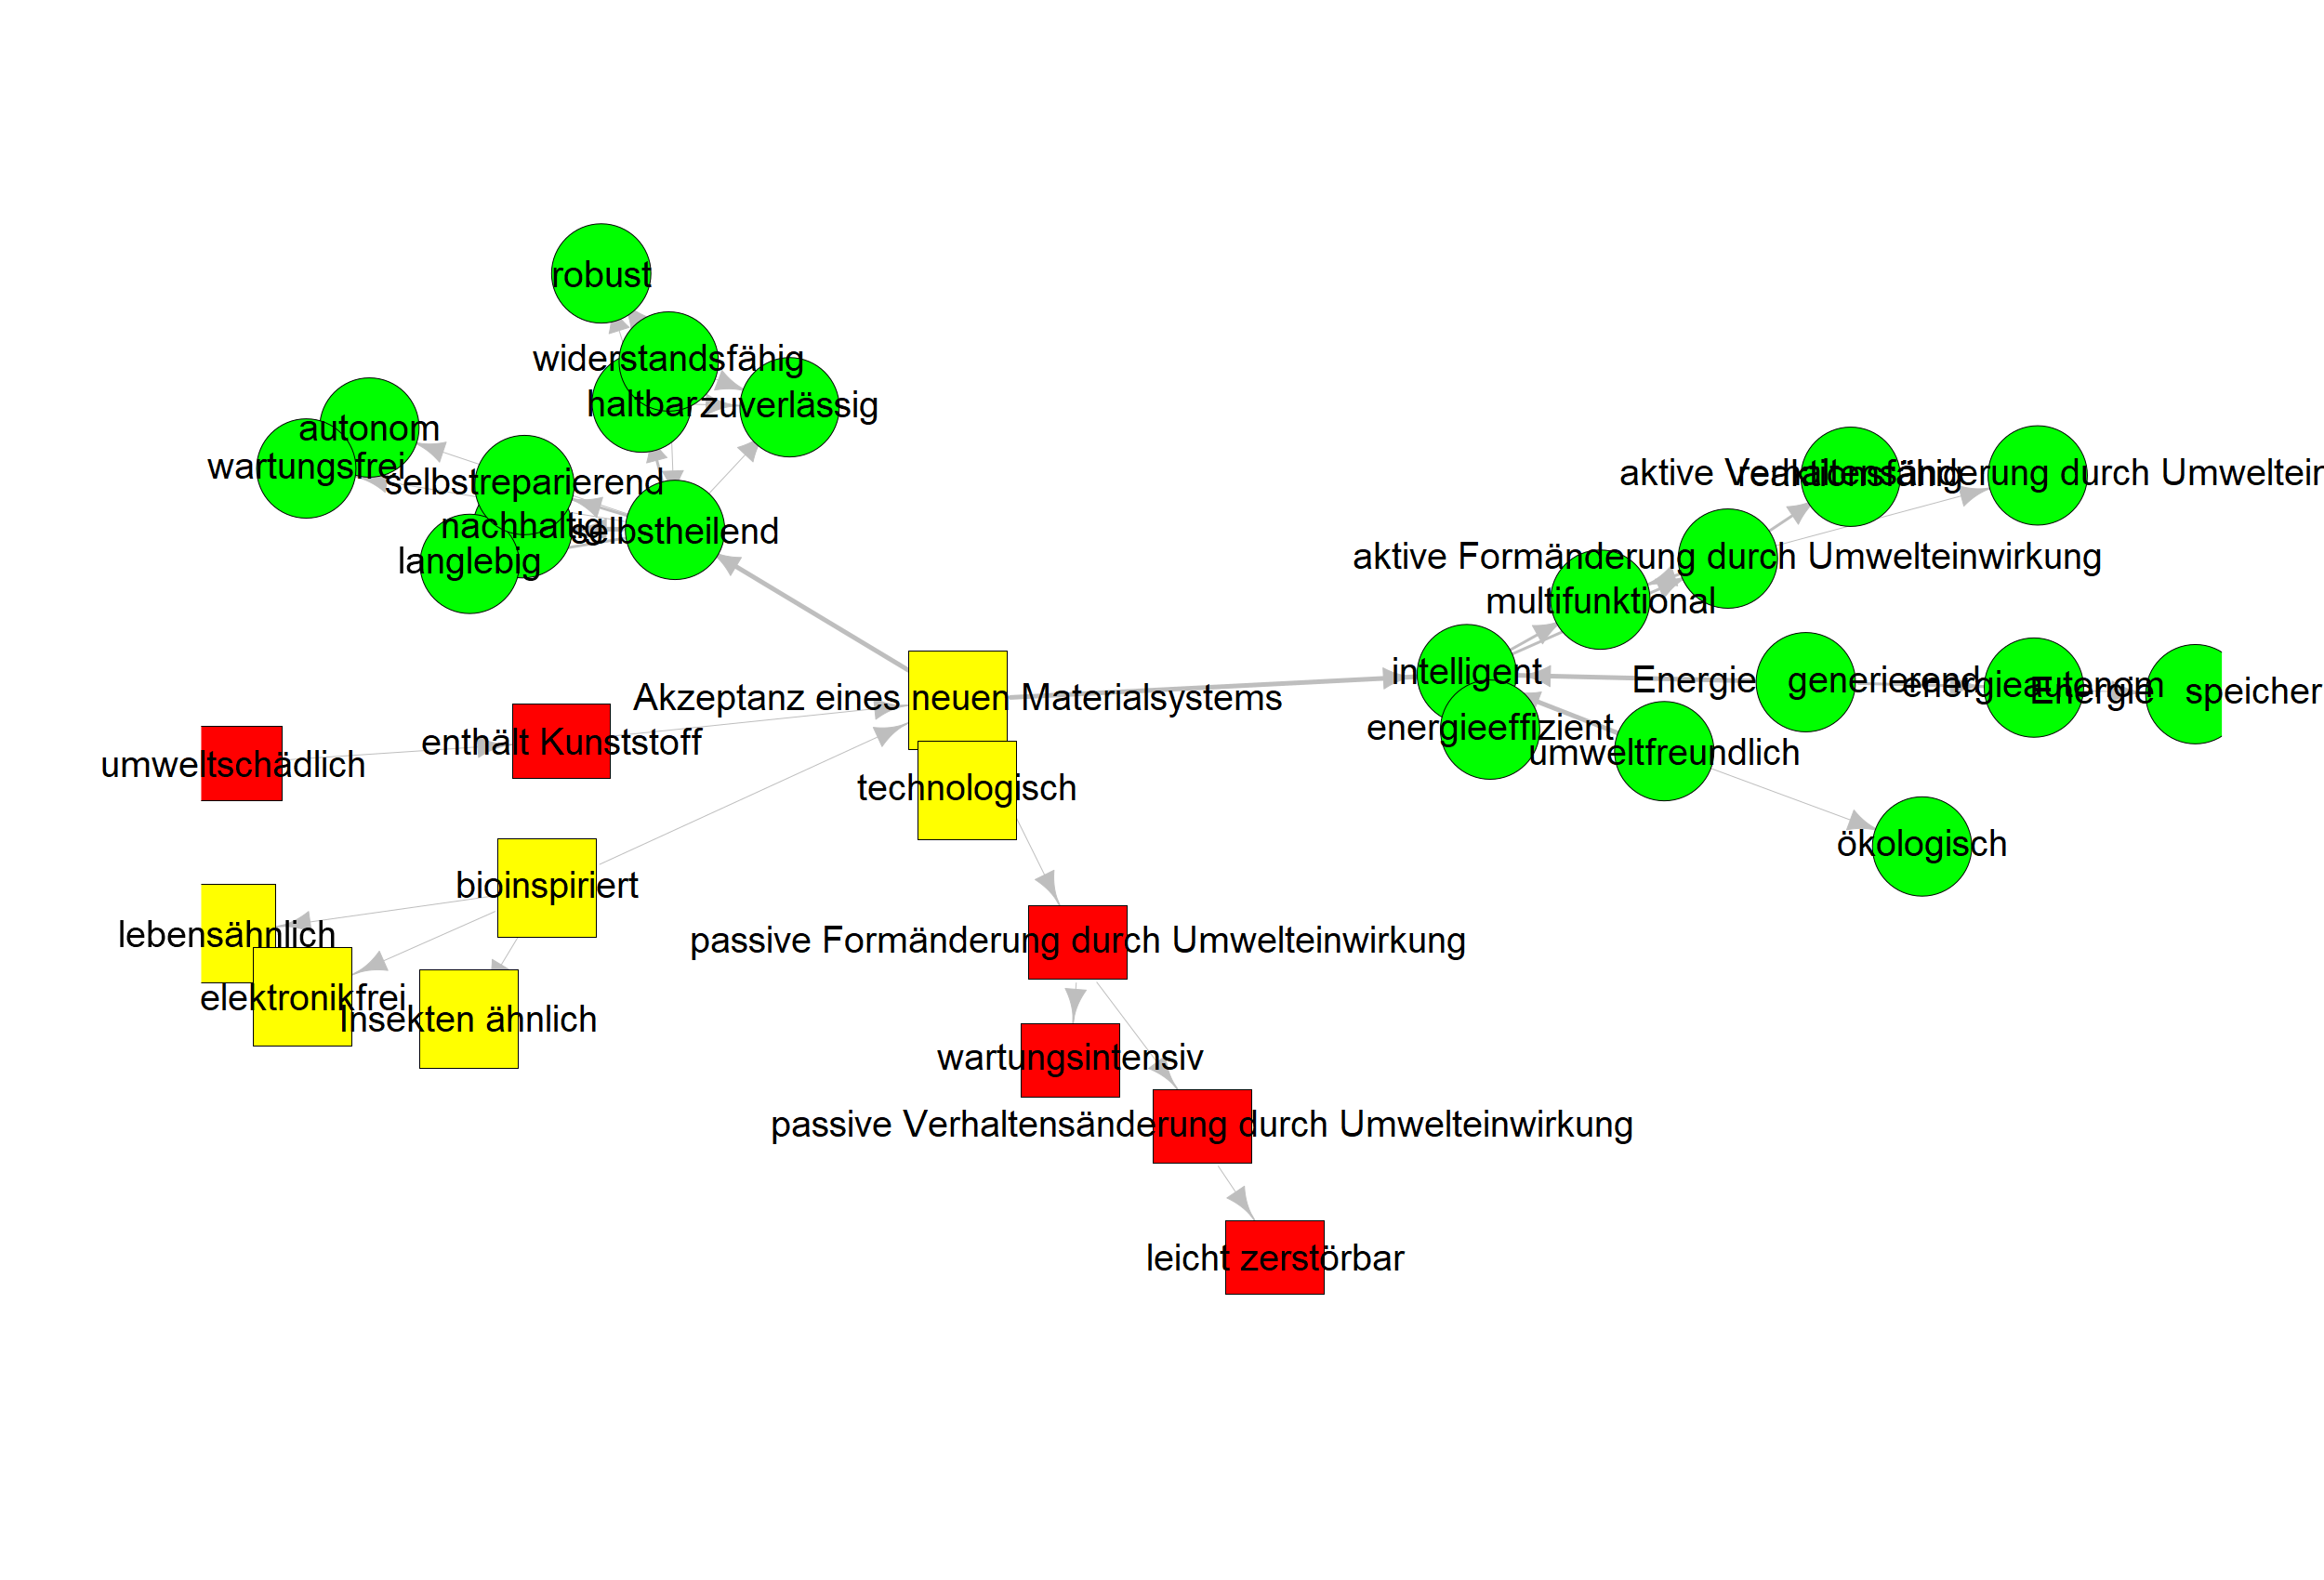 robust
widerstandsfähig
haltbar
zuverlässig
autonom
wartungsfrei
selbstreparierend
nachhaltig
selbstheilend
langlebig
aktive Verhaltensänderung durch Umweltein
reaktionsfähig
aktive Formänderung durch Umwelteinwirkung
multifunktional
intelligent
Energie generierend
energieautonom
Energie speicher
Akzeptanz eines neuen Materialsystems
energieeffizient
umweltfreundlich
enthält Kunststoff
umweltschädlich
technologisch
ökologisch
bioinspiriert
lebensähnlich
passive Formänderung durch Umwelteinwirkung
elektronikfrei
Insekten ähnlich
wartungsintensiv
passive Verhaltensänderung durch Umwelteinwirkung
leicht zerstörbar